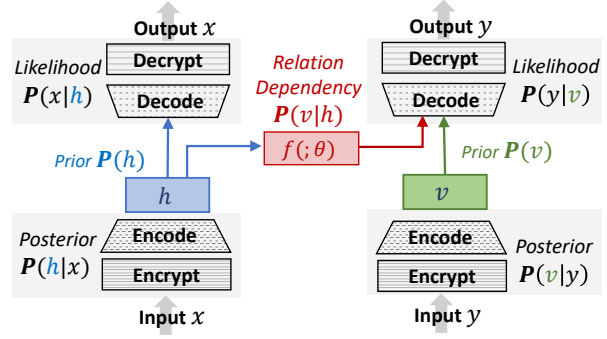 Output x
Decrypt
Likelihood
P(x|h)
Decode
Prior P(h)
h
Posterior
P(h|x)
Encode
Encrypt
Input x
Relation
Dependency
P(v|h)
f(; θ)
Output y
Decrypt
Likelihood
P(y|v)
Decode
Prior P(v)
v
Encode
Posterior
P(v|y)
Encrypt
Input y